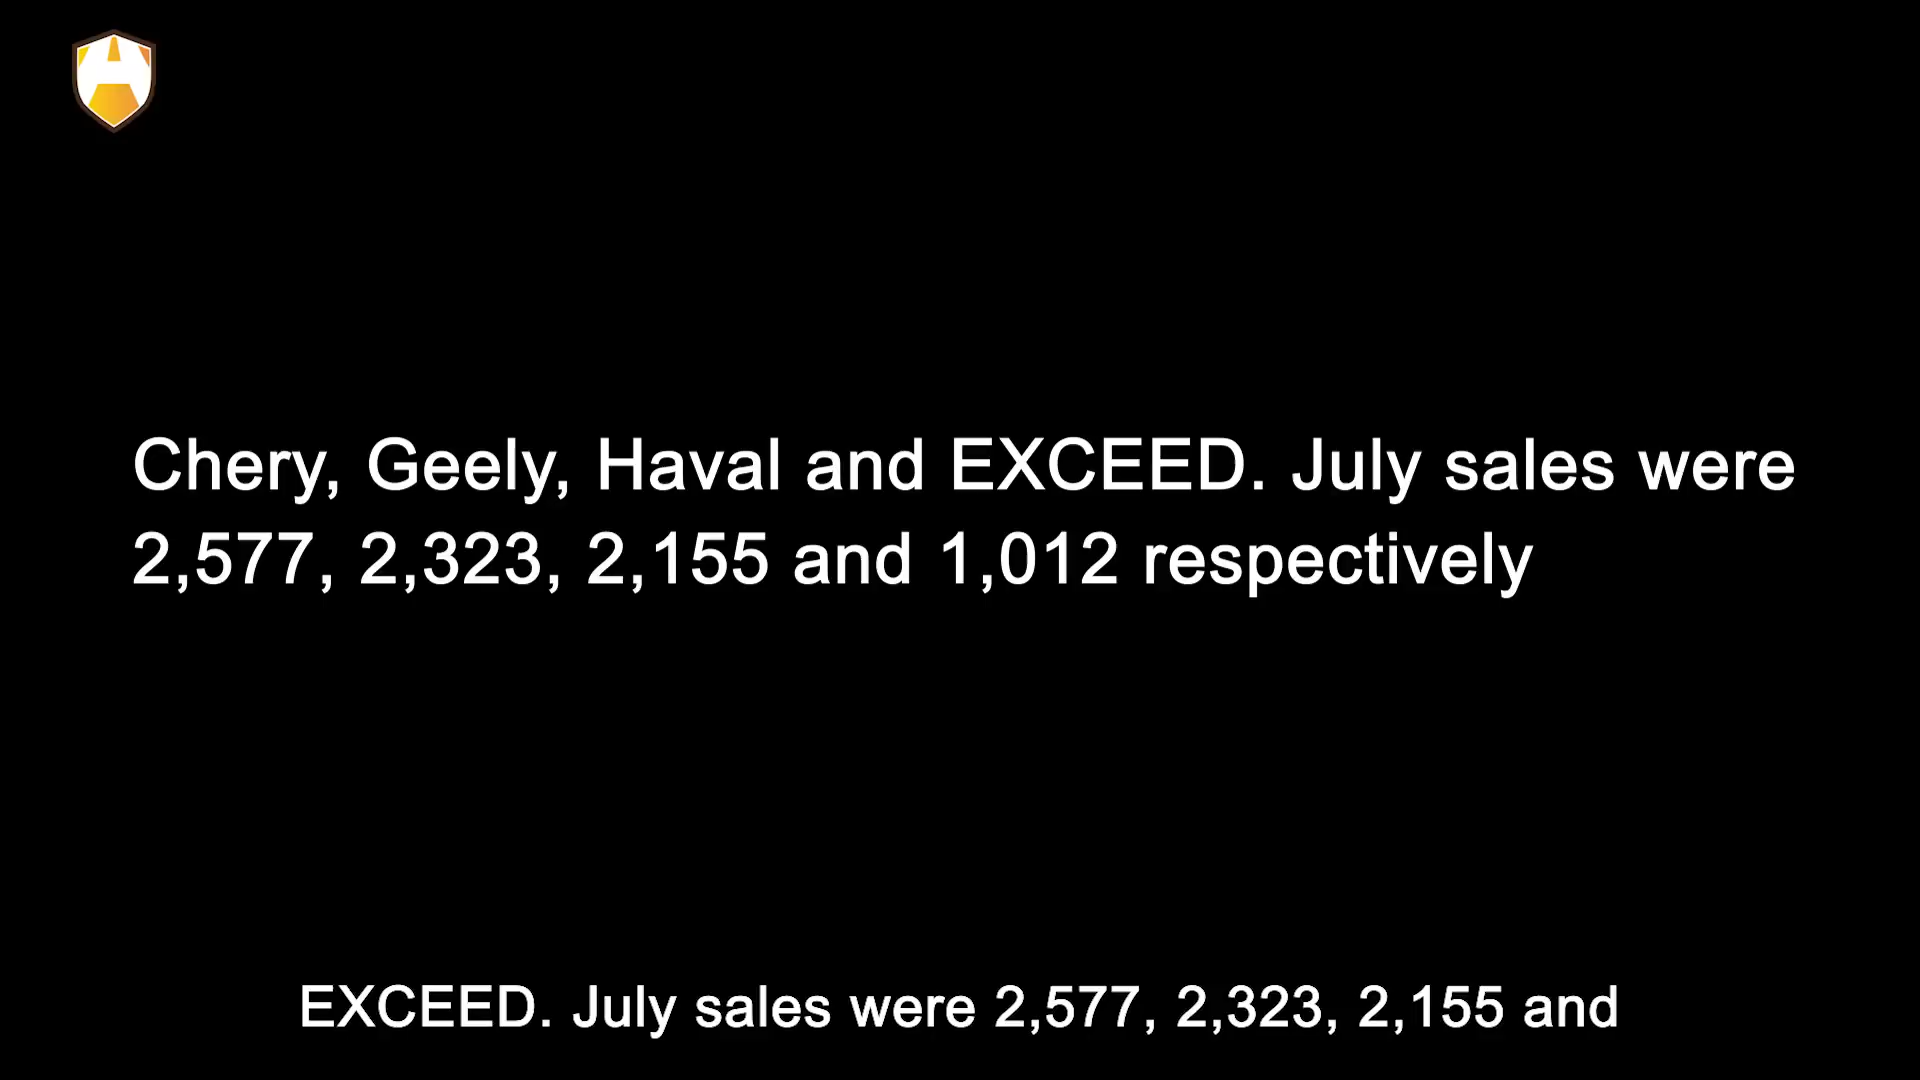 Chery, Geely, Haval and EXCEED. July sales were
2,577, 2,323, 2,155 and 1,012 respectively
EXCEED. July sales were 2,577, 2,323, 2,155 and